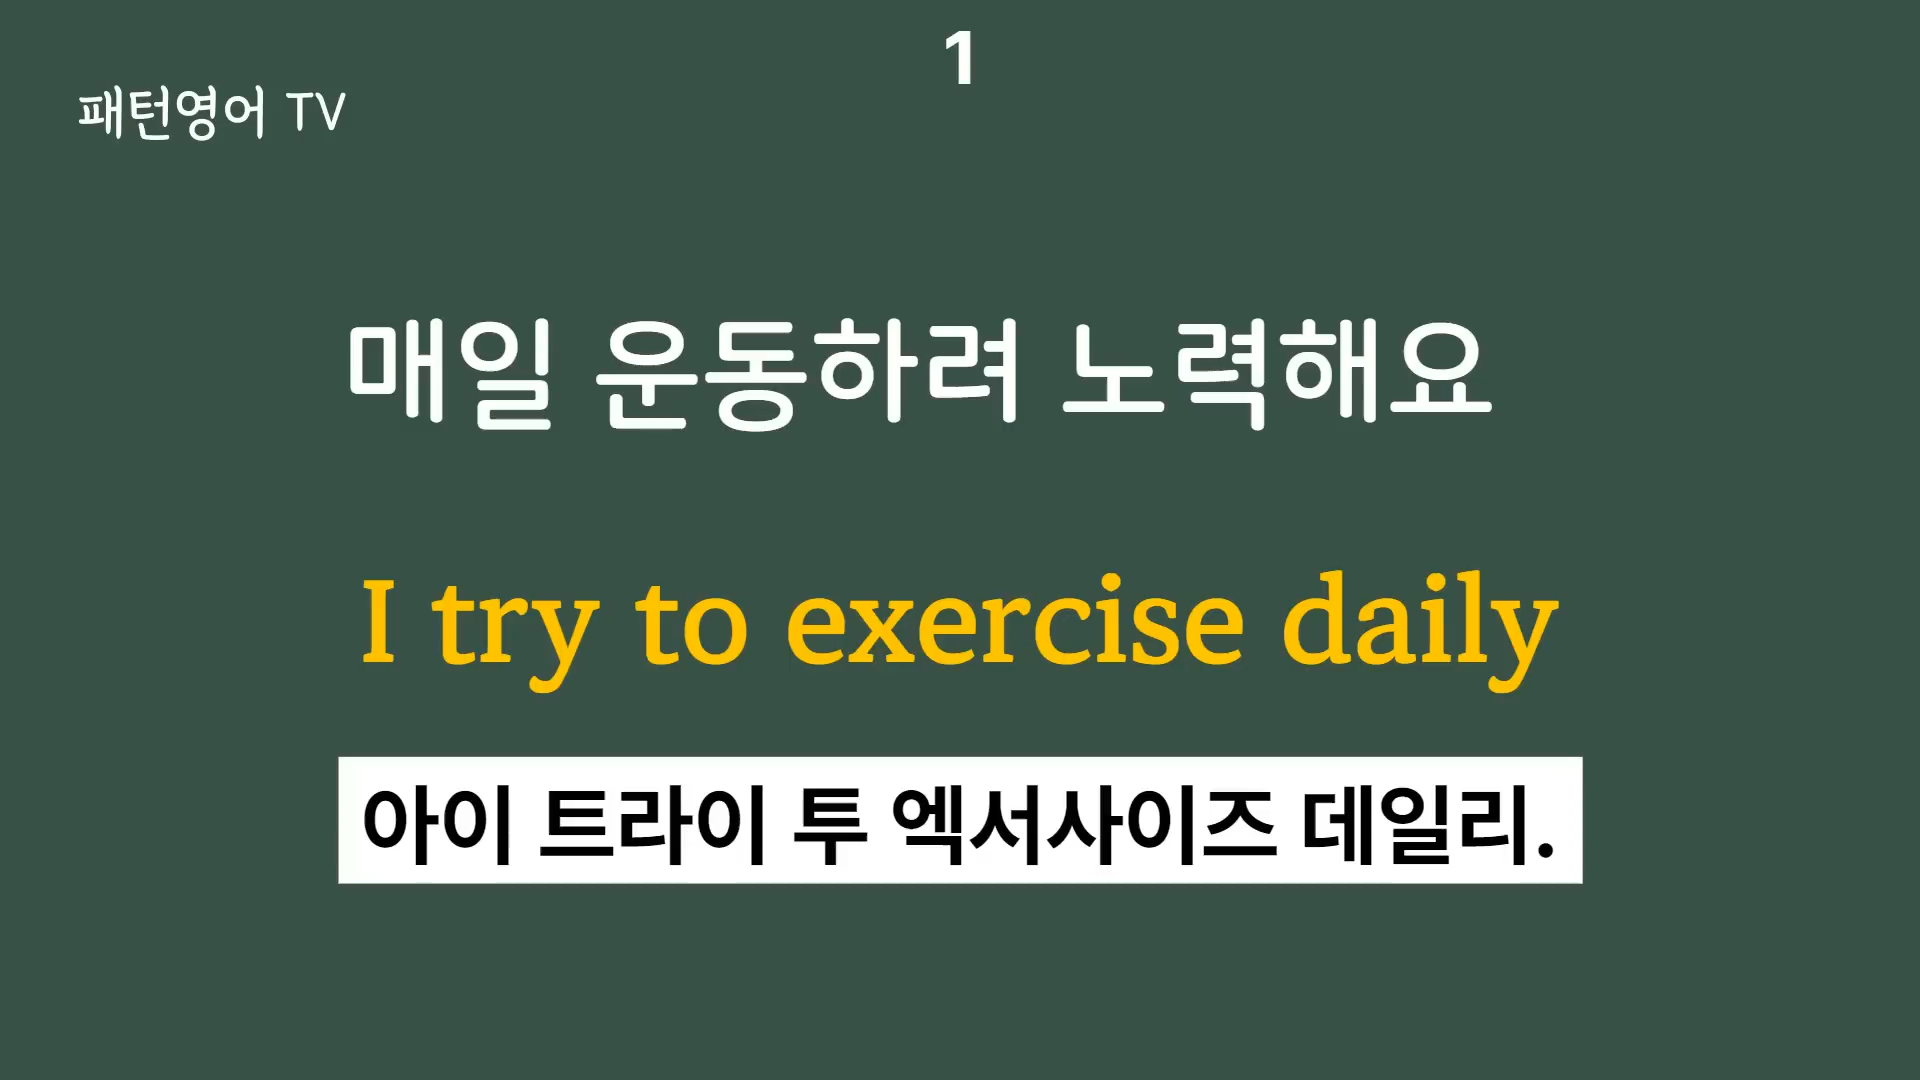 1
패턴영어 TV
매일 운동하려 노력해요
I try to exercise daily
아이 트라이 투 엑서사이즈 데일리.